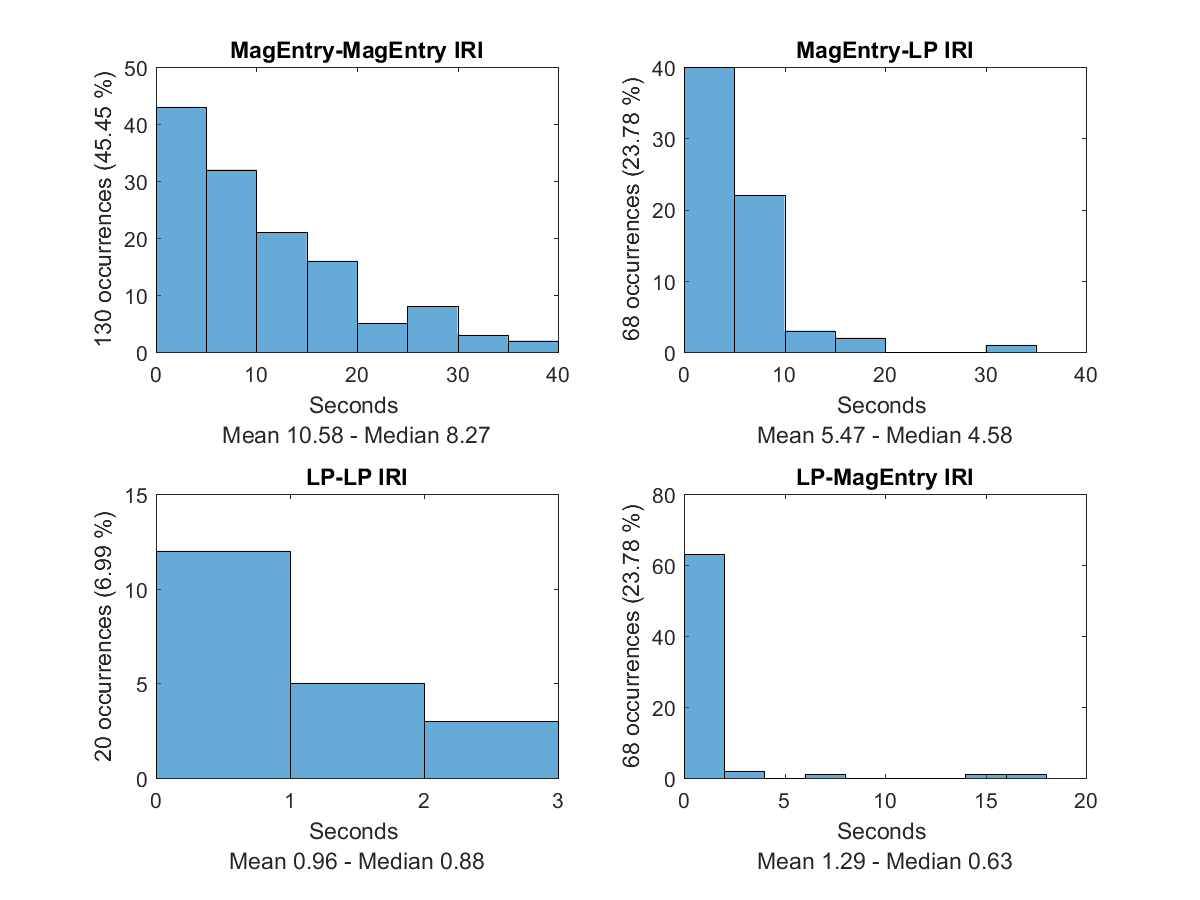 MagEntry-MagEntry IRI
50
40
30
20
10
0
130 occurrences (45.45 %)
0 10 20 30 40
Seconds
Mean 10.58 - Median 8.27
MagEntry-LP IRI
40
30
20
10
0
68 occurrences (23.78 %)
0 10 20 30 40
Seconds
Mean 5.47 - Median 4.58
LP-LP IRI
15
10
5
0
20 occurrences (6.99 %)
0 1 2 3
Seconds
Mean 0.96 - Median 0.88
LP-MagEntry IRI
80
60
40
20
0
68 occurrences (23.78 %)
0 5 10 15 20
Seconds
Mean 1.29 - Median 0.63